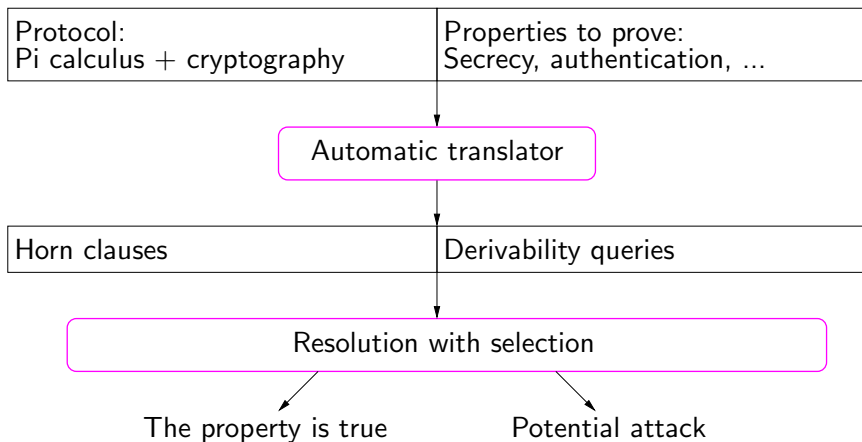 Protocol:
Pi calculus + cryptography
Properties to prove:
Secrecy, authentication, ...
Automatic translator
Horn clauses
Derivability queries
Resolution with selection
The property is true
Potential attack